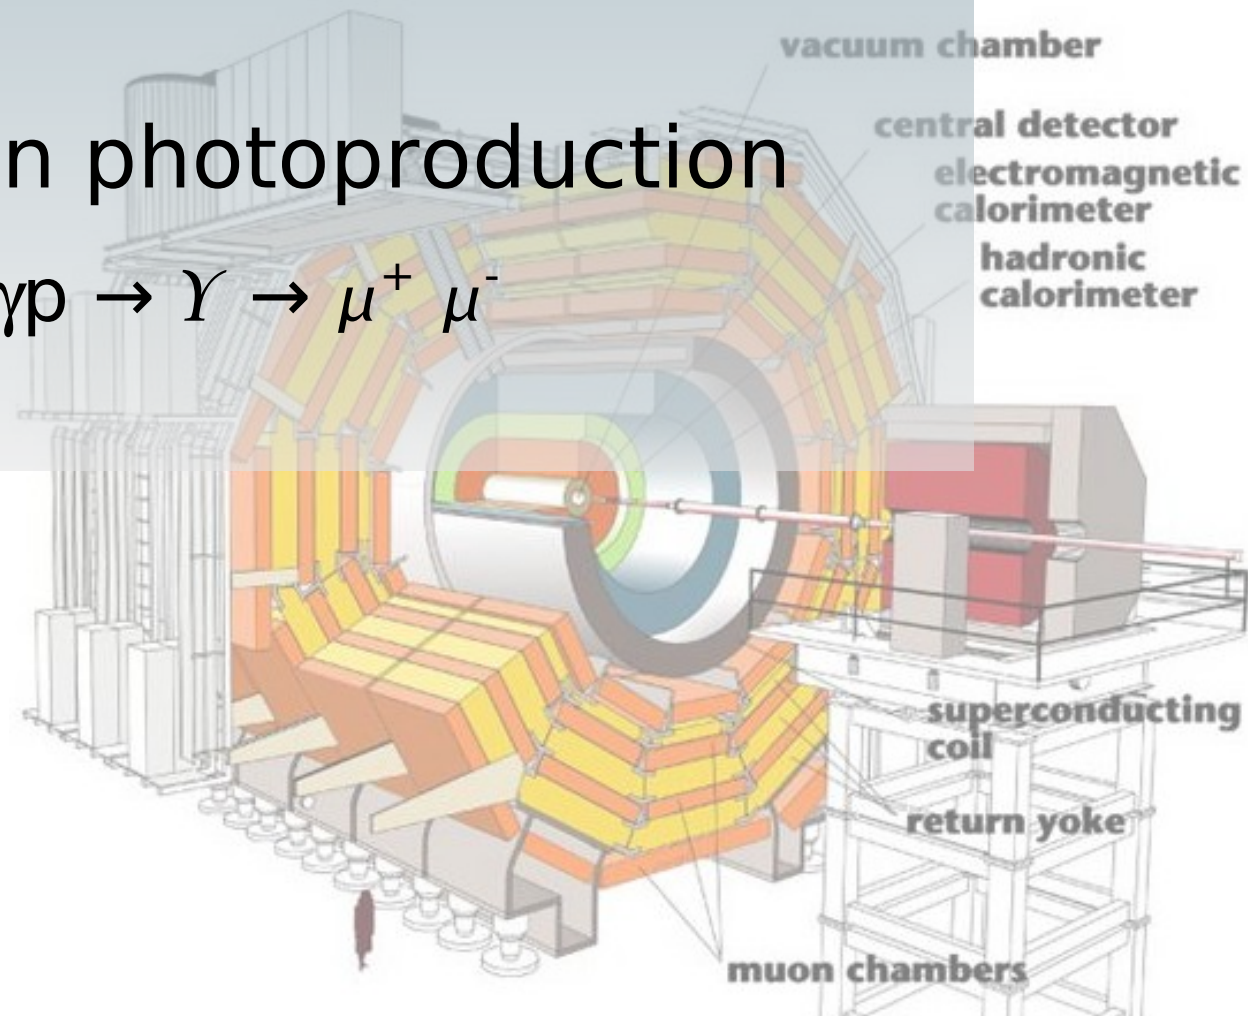 vacuum chamber
central detector
n photoproduction
electromagnetic
calorimeter
hadronic
calorimeter
γp → ϒ → μ⁺ μ⁻
superconducting
coil
return yoke
muon chambers